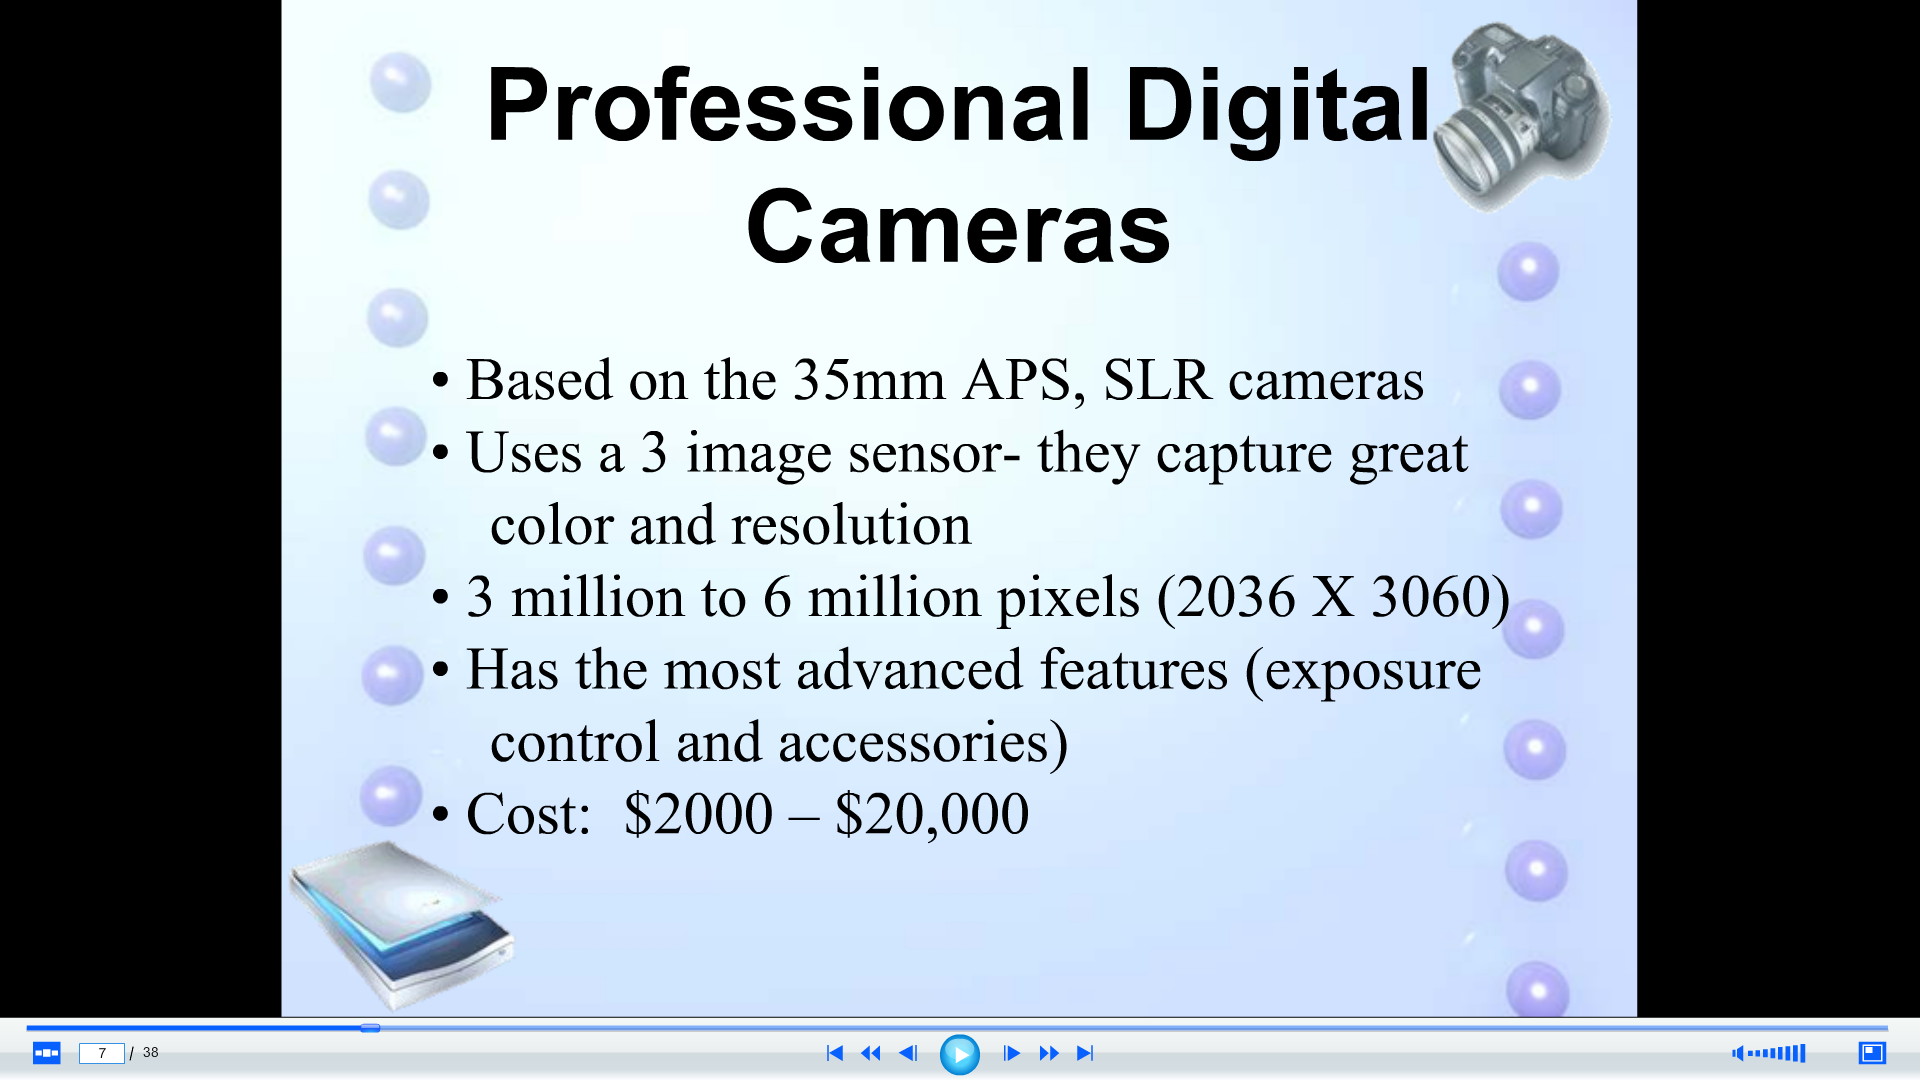 Professional Digital
Cameras
• Based on the 35mm APS, SLR cameras
• Uses a 3 image sensor- they capture great
color and resolution
• 3 million to 6 million pixels (2036 X 3060)
• Has the most advanced features (exposure
control and accessories)
• Cost:  $2000 – $20,000
7 / 38